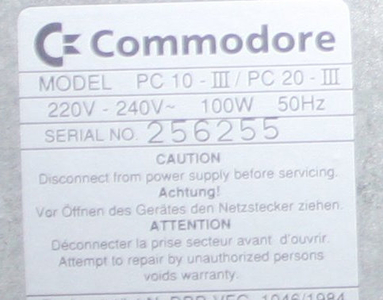 Commodore
MODEL PC 10 - III / PC 20 - III
220V - 240V~ 100W 50Hz
SERIAL NO. 256255
CAUTION
Disconnect from power supply before servicing.
Achtung!
Vor Öffnen des Gerätes den Netzstecker ziehen.
ATTENTION
Déconnecter la prise secteur avant d'ouvrir.
Attempt to repair by unauthorized persons
voids warranty.
1046/1984